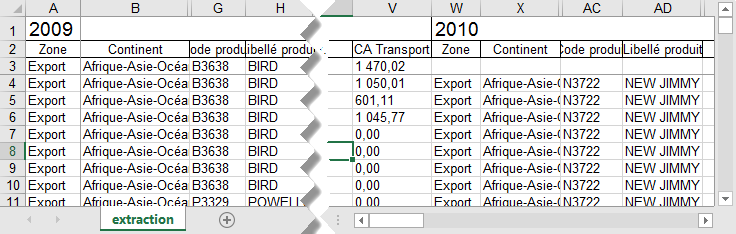 A B G H V W X AC AD
1 2009 2010
2 Zone Continent ode produ ibellé produ CA Transport Zone Continent Code produ Libellé produit
3 Export Afrique-Asie-Océa B3638 BIRD 1 470,02
4 Export Afrique-Asie-Océa B3638 BIRD 1 050,01 Export Afrique-Asie-O N3722 NEW JIMMY
5 Export Afrique-Asie-Océa B3638 BIRD 601,11 Export Afrique-Asie-O N3722 NEW JIMMY
6 Export Afrique-Asie-Océa B3638 BIRD 1 045,77 Export Afrique-Asie-O N3722 NEW JIMMY
7 Export Afrique-Asie-Océa B3638 BIRD 0,00 Export Afrique-Asie-O N3722 NEW JIMMY
8 Export Afrique-Asie-Océa B3638 BIRD 0,00 Export Afrique-Asie-O N3722 NEW JIMMY
9 Export Afrique-Asie-Océa B3638 BIRD 0,00 Export Afrique-Asie-O N3722 NEW JIMMY
10 Export Afrique-Asie-Océa B3638 BIRD 0,00 Export Afrique-Asie-O N3722 NEW JIMMY
11 Export Afrique-Asie-Océa P3329 POWELL 0,00 Export Afrique-Asie-O N3722 NEW JIMMY
extraction